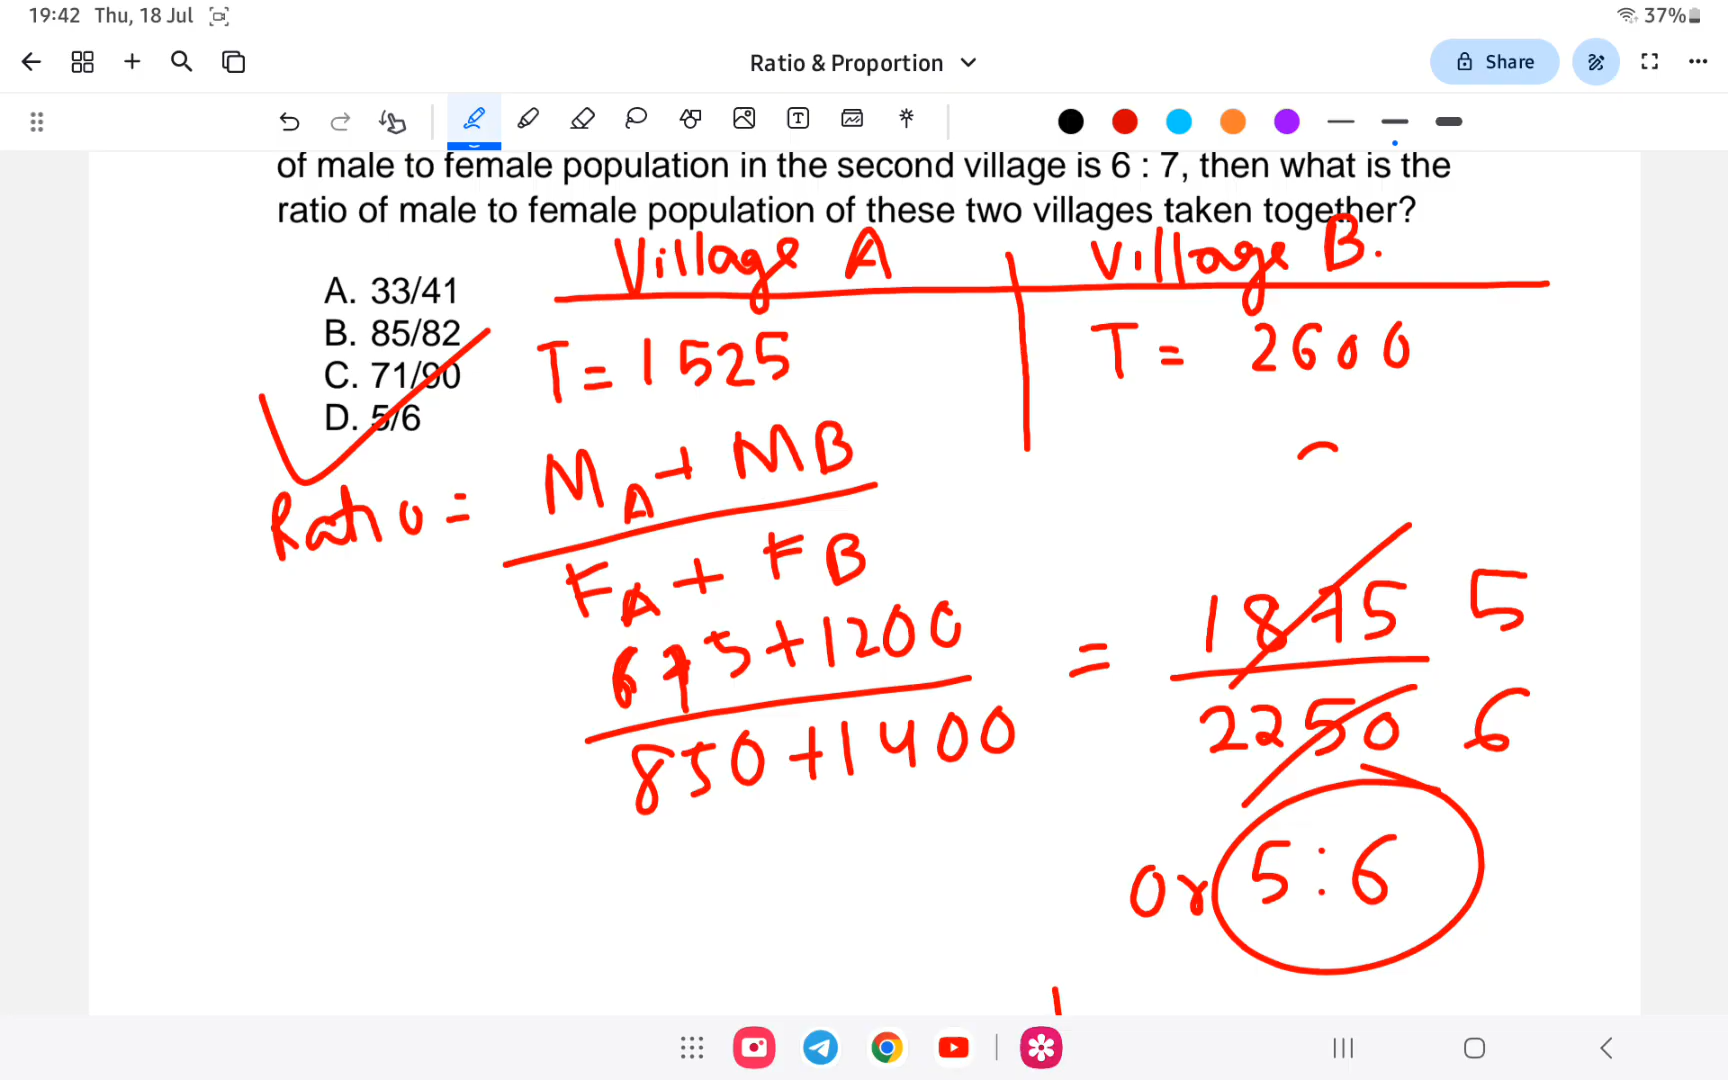 19:42 Thu, 18 Jul
37%
Ratio & Proportion
Share
of male to female population in the second village is 6 : 7, then what is the
ratio of male to female population of these two villages taken together?
Village A
Village B.
A. 33/41
B. 85/82
C. 71/90
D. 5/6
T = 1525
T = 2600
Ratio = MA + MB
FA + FB
675+1200
850+1400
= 1875 5
2250 6
or 5 : 6